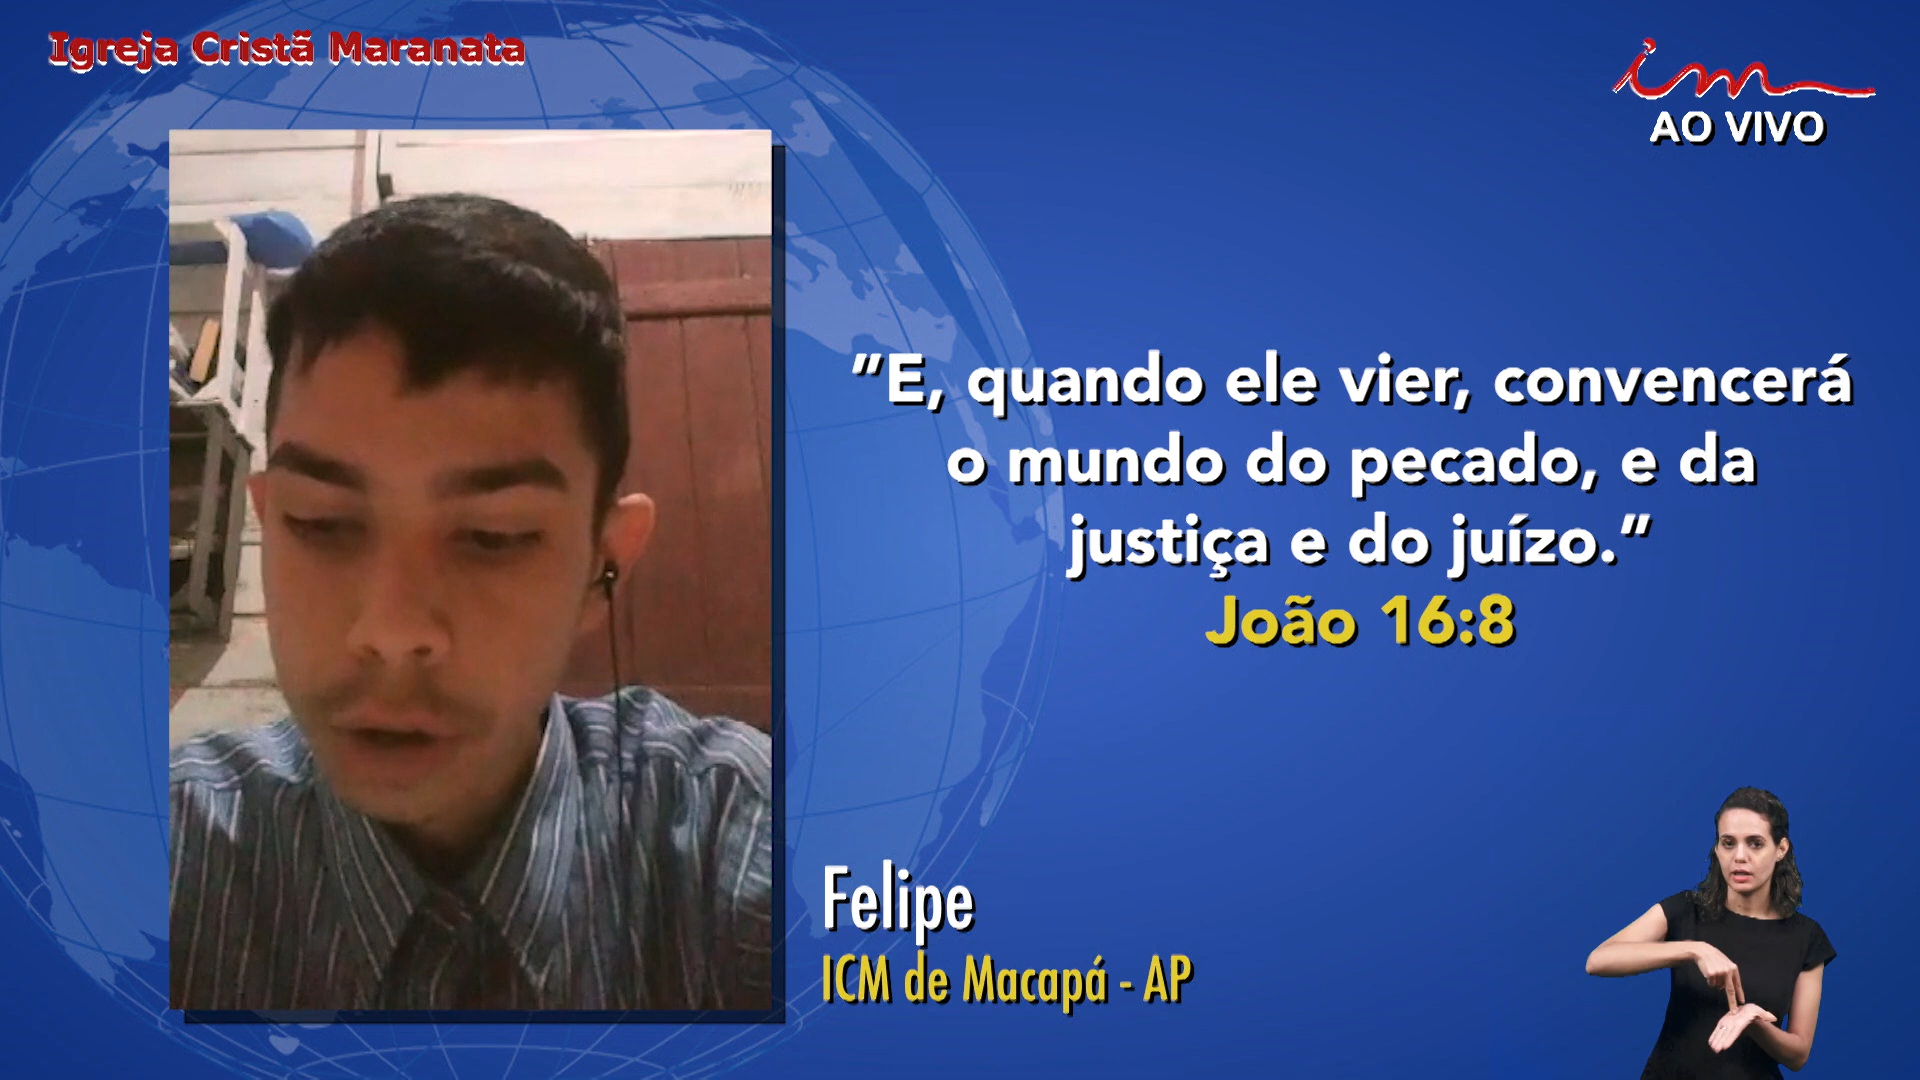 Igreja Cristã Maranata
im
AO VIVO
"E, quando ele vier, convencerá
o mundo do pecado, e da
justiça e do juízo."
João 16:8
Felipe
ICM de Macapá - AP